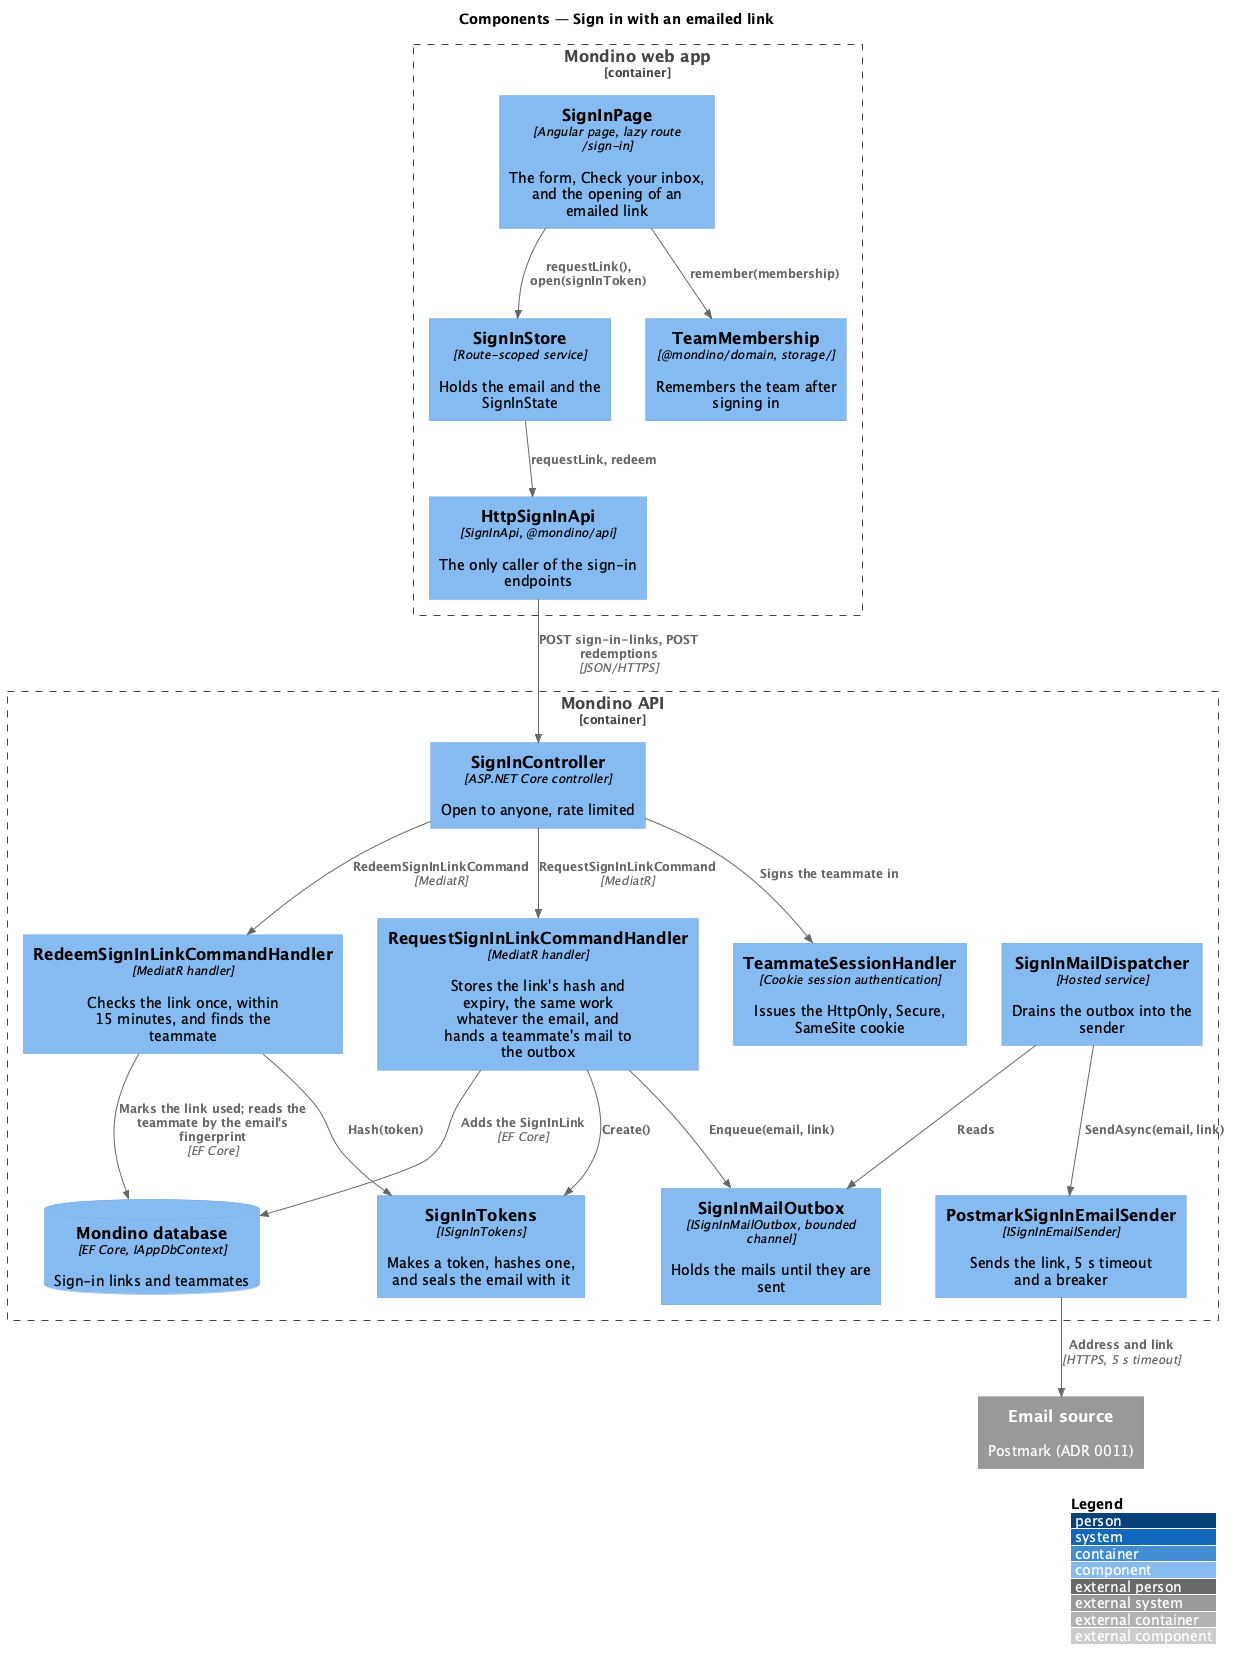 Components — Sign in with an emailed link
Mondino web app
[container]
SignInPage
[Angular page, lazy route
/sign-in]
The form, Check your inbox,
and the opening of an
emailed link
requestLink(),
open(signInToken)
remember(membership)
SignInStore
[Route-scoped service]
Holds the email and the
SignInState
TeamMembership
[@mondino/domain, storage/]
Remembers the team after
signing in
requestLink, redeem
HttpSignInApi
[SignInApi, @mondino/api]
The only caller of the sign-in
endpoints
POST sign-in-links, POST
redemptions
[JSON/HTTPS]
Mondino API
[container]
SignInController
[ASP.NET Core controller]
Open to anyone, rate limited
RedeemSignInLinkCommand
[MediatR]
RequestSignInLinkCommand
[MediatR]
Signs the teammate in
RedeemSignInLinkCommandHandler
[MediatR handler]
Checks the link once, within
15 minutes, and finds the
teammate
RequestSignInLinkCommandHandler
[MediatR handler]
Stores the link's hash and
expiry, the same work
whatever the email, and
hands a teammate's mail to
the outbox
TeammateSessionHandler
[Cookie session authentication]
Issues the HttpOnly, Secure,
SameSite cookie
SignInMailDispatcher
[Hosted service]
Drains the outbox into the
sender
Marks the link used; reads the
teammate by the email's
fingerprint
[EF Core]
Hash(token)
Adds the SignInLink
[EF Core]
Create()
Enqueue(email, link)
Reads
SendAsync(email, link)
Mondino database
[EF Core, IAppDbContext]
Sign-in links and teammates
SignInTokens
[ISignInTokens]
Makes a token, hashes one,
and seals the email with it
SignInMailOutbox
[ISignInMailOutbox, bounded
channel]
Holds the mails until they are
sent
PostmarkSignInEmailSender
[ISignInEmailSender]
Sends the link, 5 s timeout
and a breaker
Address and link
[HTTPS, 5 s timeout]
Email source
Postmark (ADR 0011)
Legend
person
system
container
component
external person
external system
external container
external component